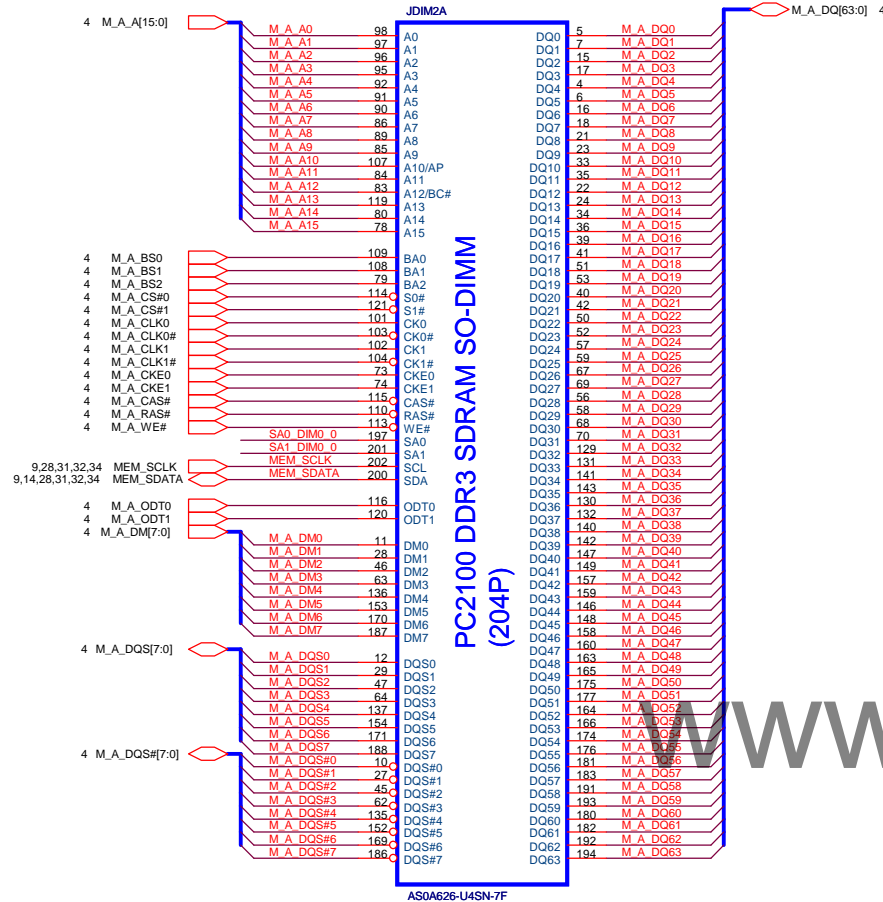 JDIM2A
4 M_A_A[15:0]
M_A_A0 98 A0
M_A_A1 97 A1
M_A_A2 96 A2
M_A_A3 95 A3
M_A_A4 92 A4
M_A_A5 91 A5
M_A_A6 90 A6
M_A_A7 86 A7
M_A_A8 89 A8
M_A_A9 85 A9
M_A_A10 107 A10/AP
M_A_A11 84 A11
M_A_A12 83 A12/BC#
M_A_A13 119 A13
M_A_A14 80 A14
M_A_A15 78 A15
4 M_A_BS0 109 BA0
4 M_A_BS1 108 BA1
4 M_A_BS2 79 BA2
4 M_A_CS#0 114 S0#
4 M_A_CS#1 121 S1#
4 M_A_CLK0 101 CK0
4 M_A_CLK0# 103 CK0#
4 M_A_CLK1 102 CK1
4 M_A_CLK1# 104 CK1#
4 M_A_CKE0 73 CKE0
4 M_A_CKE1 74 CKE1
4 M_A_CAS# 115 CAS#
4 M_A_RAS# 110 RAS#
4 M_A_WE# 113 WE#
SA0_DIM0_0 197 SA0
SA1_DIM0_0 201 SA1
9,28,31,32,34 MEM_SCLK MEM_SCLK 202 SCL
9,14,28,31,32,34 MEM_SDATA MEM_SDATA 200 SDA
4 M_A_ODT0 116 ODT0
4 M_A_ODT1 120 ODT1
4 M_A_DM[7:0]
M_A_DM0 11 DM0
M_A_DM1 28 DM1
M_A_DM2 46 DM2
M_A_DM3 63 DM3
M_A_DM4 136 DM4
M_A_DM5 153 DM5
M_A_DM6 170 DM6
M_A_DM7 187 DM7
4 M_A_DQS[7:0]
M_A_DQS0 12 DQS0
M_A_DQS1 29 DQS1
M_A_DQS2 47 DQS2
M_A_DQS3 64 DQS3
M_A_DQS4 137 DQS4
M_A_DQS5 154 DQS5
M_A_DQS6 171 DQS6
M_A_DQS7 188 DQS7
4 M_A_DQS#[7:0]
M_A_DQS#0 10 DQS#0
M_A_DQS#1 27 DQS#1
M_A_DQS#2 45 DQS#2
M_A_DQS#3 62 DQS#3
M_A_DQS#4 135 DQS#4
M_A_DQS#5 152 DQS#5
M_A_DQS#6 169 DQS#6
M_A_DQS#7 186 DQS#7
PC2100 DDR3 SDRAM SO-DIMM
(204P)
M_A_DQ[63:0] 4
DQ0 5 M_A_DQ0
DQ1 7 M_A_DQ1
DQ2 15 M_A_DQ2
DQ3 17 M_A_DQ3
DQ4 4 M_A_DQ4
DQ5 6 M_A_DQ5
DQ6 16 M_A_DQ6
DQ7 18 M_A_DQ7
DQ8 21 M_A_DQ8
DQ9 23 M_A_DQ9
DQ10 33 M_A_DQ10
DQ11 35 M_A_DQ11
DQ12 22 M_A_DQ12
DQ13 24 M_A_DQ13
DQ14 34 M_A_DQ14
DQ15 36 M_A_DQ15
DQ16 39 M_A_DQ16
DQ17 41 M_A_DQ17
DQ18 51 M_A_DQ18
DQ19 53 M_A_DQ19
DQ20 40 M_A_DQ20
DQ21 42 M_A_DQ21
DQ22 50 M_A_DQ22
DQ23 52 M_A_DQ23
DQ24 57 M_A_DQ24
DQ25 59 M_A_DQ25
DQ26 67 M_A_DQ26
DQ27 69 M_A_DQ27
DQ28 56 M_A_DQ28
DQ29 58 M_A_DQ29
DQ30 68 M_A_DQ30
DQ31 70 M_A_DQ31
DQ32 129 M_A_DQ32
DQ33 131 M_A_DQ33
DQ34 141 M_A_DQ34
DQ35 143 M_A_DQ35
DQ36 130 M_A_DQ36
DQ37 132 M_A_DQ37
DQ38 140 M_A_DQ38
DQ39 142 M_A_DQ39
DQ40 147 M_A_DQ40
DQ41 149 M_A_DQ41
DQ42 157 M_A_DQ42
DQ43 159 M_A_DQ43
DQ44 146 M_A_DQ44
DQ45 148 M_A_DQ45
DQ46 158 M_A_DQ46
DQ47 160 M_A_DQ47
DQ48 163 M_A_DQ48
DQ49 165 M_A_DQ49
DQ50 175 M_A_DQ50
DQ51 177 M_A_DQ51
DQ52 164 M_A_DQ52
DQ53 166 M_A_DQ53
DQ54 174 M_A_DQ54
DQ55 176 M_A_DQ55
DQ56 181 M_A_DQ56
DQ57 183 M_A_DQ57
DQ58 191 M_A_DQ58
DQ59 193 M_A_DQ59
DQ60 180 M_A_DQ60
DQ61 182 M_A_DQ61
DQ62 192 M_A_DQ62
DQ63 194 M_A_DQ63
www
AS0A626-U4SN-7F